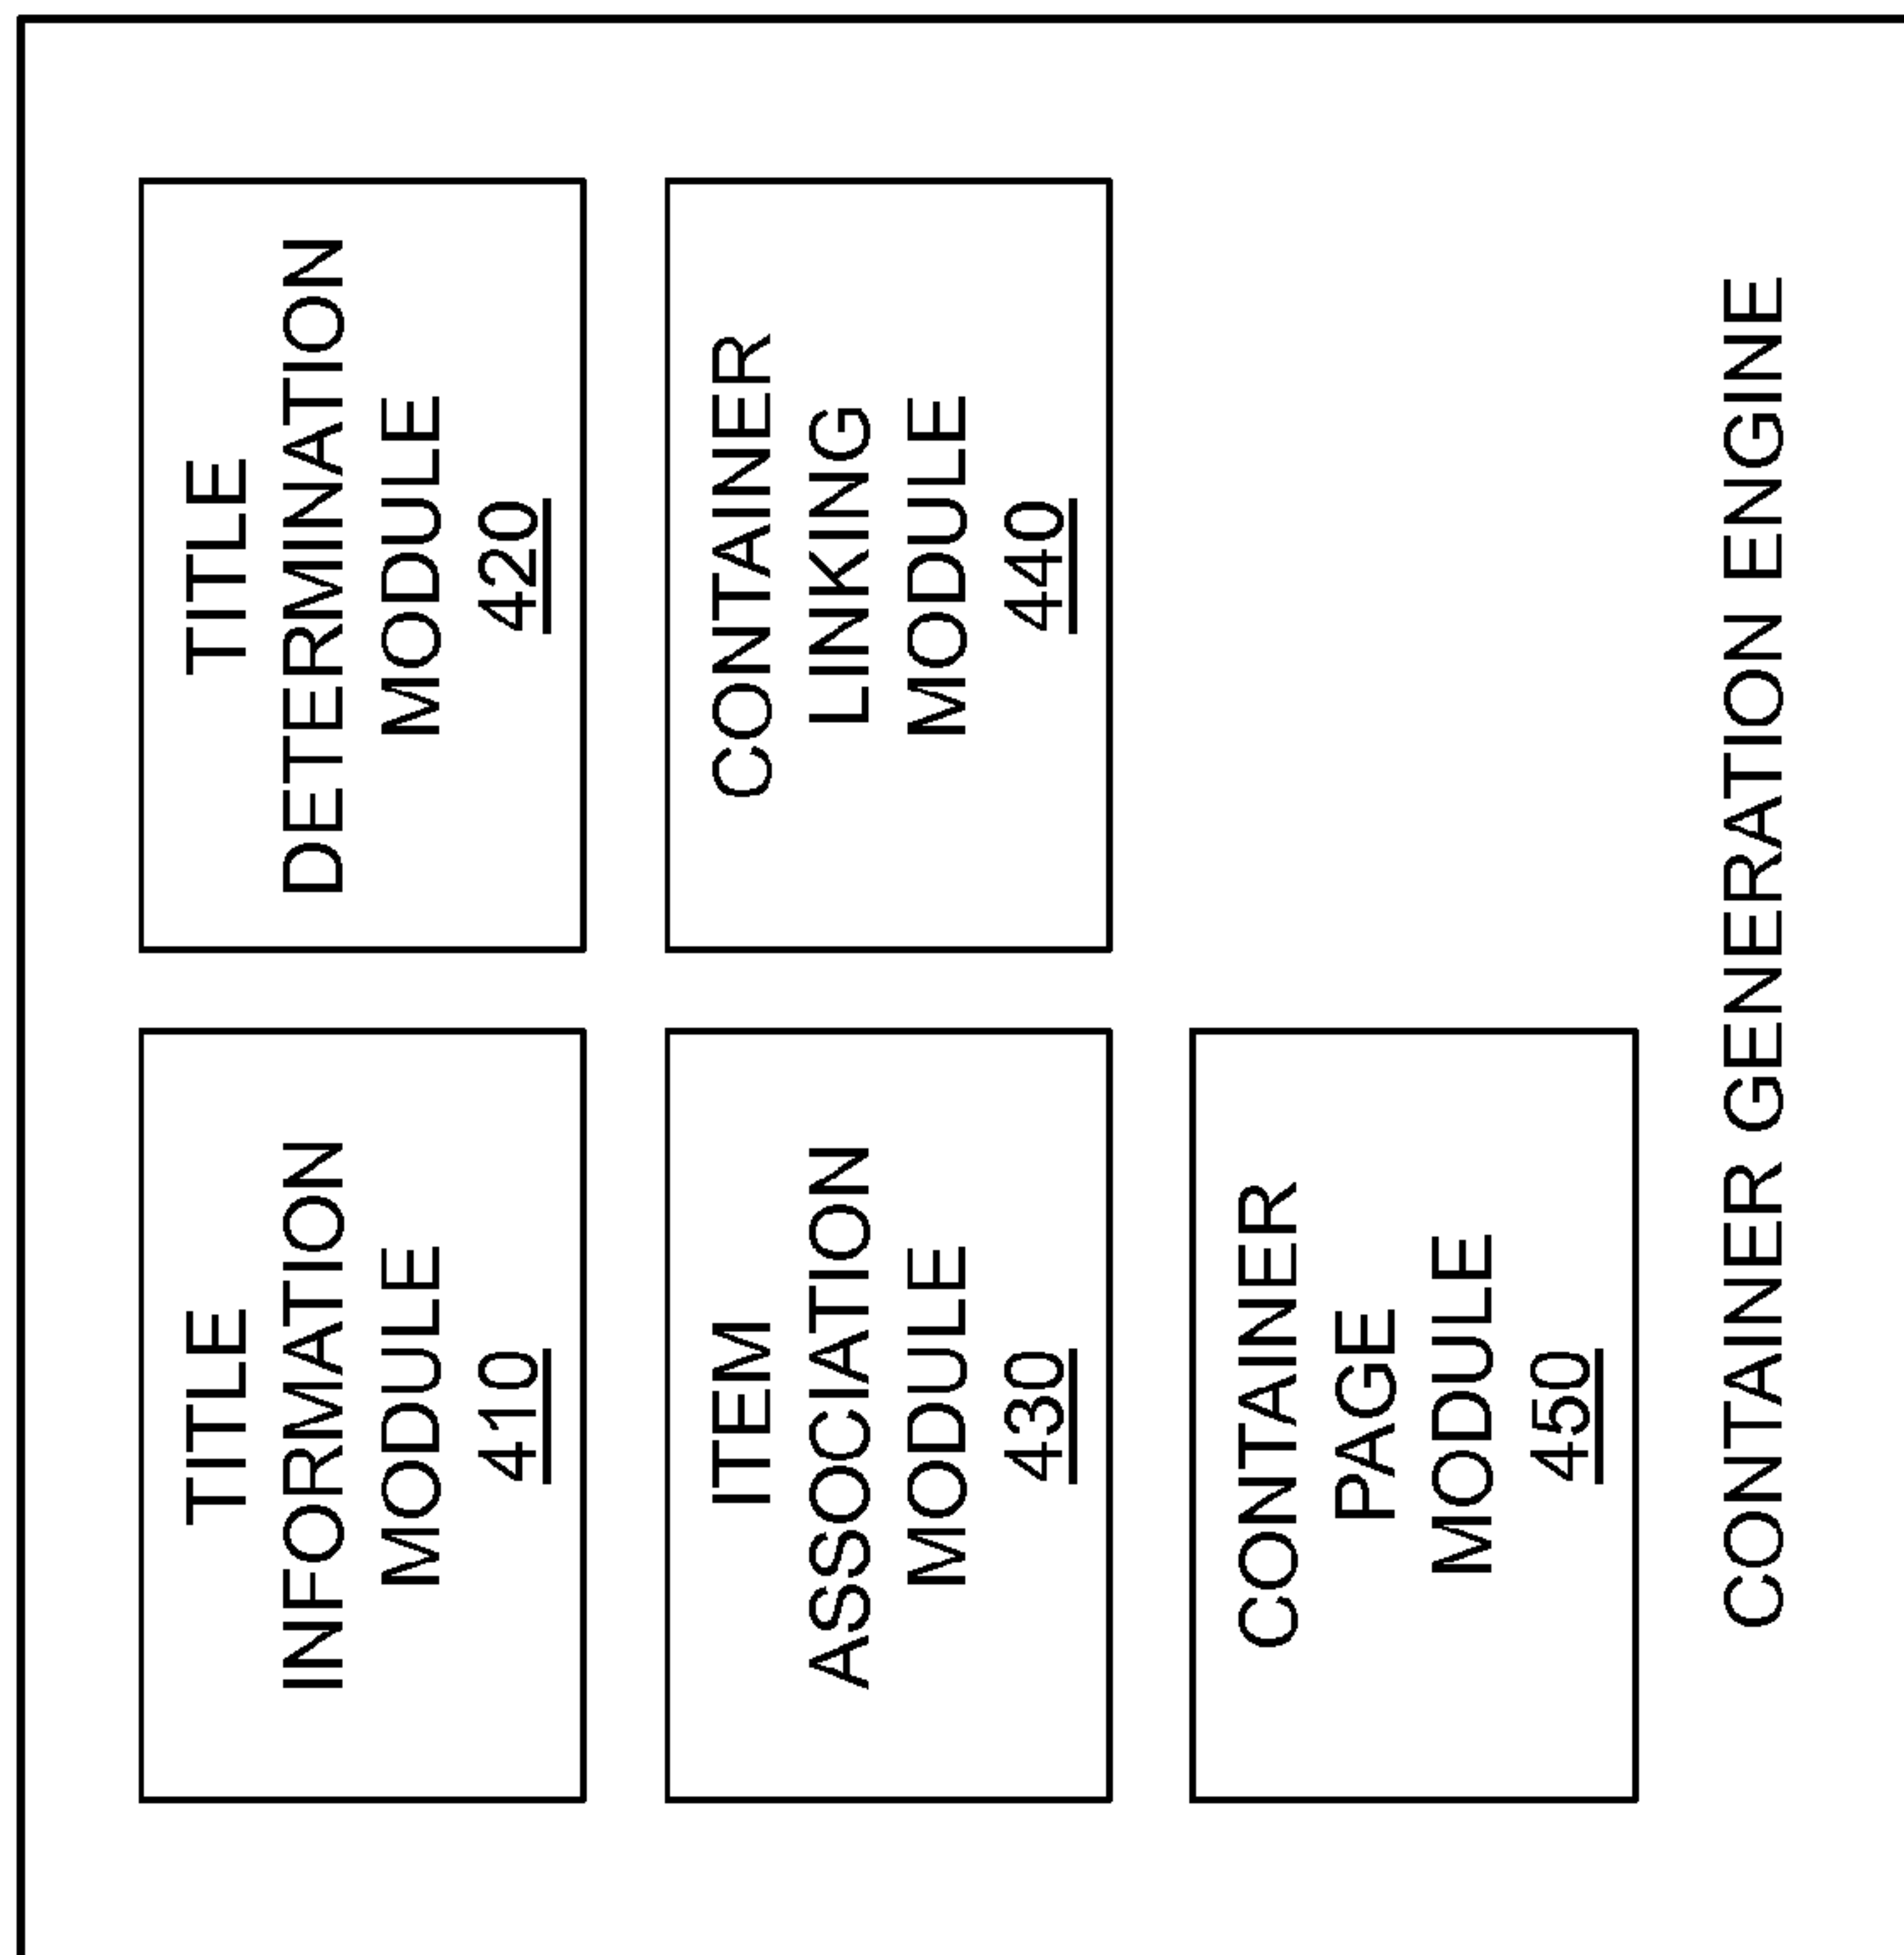 TITLE
INFORMATION
MODULE
410
TITLE
DETERMINATION
MODULE
420
ITEM
ASSOCIATION
MODULE
430
CONTAINER
LINKING
MODULE
440
CONTAINER
PAGE
MODULE
450
CONTAINER GENERATION ENGINE